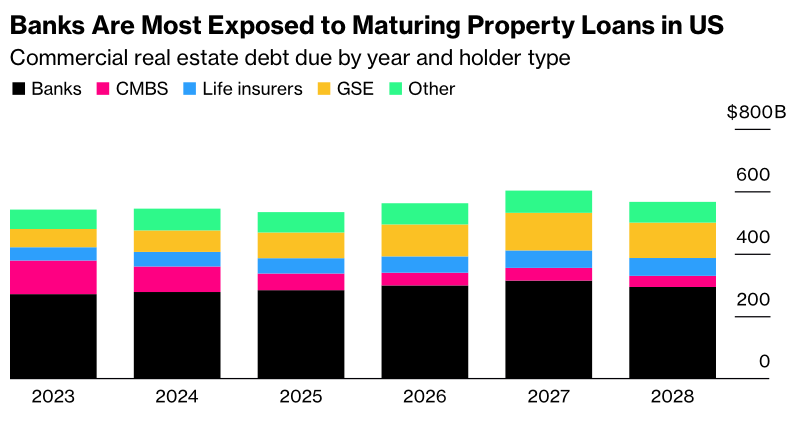 Banks Are Most Exposed to Maturing Property Loans in US
Commercial real estate debt due by year and holder type
Banks CMBS Life insurers GSE Other
$800B
600
400
200
0
2023 2024 2025 2026 2027 2028